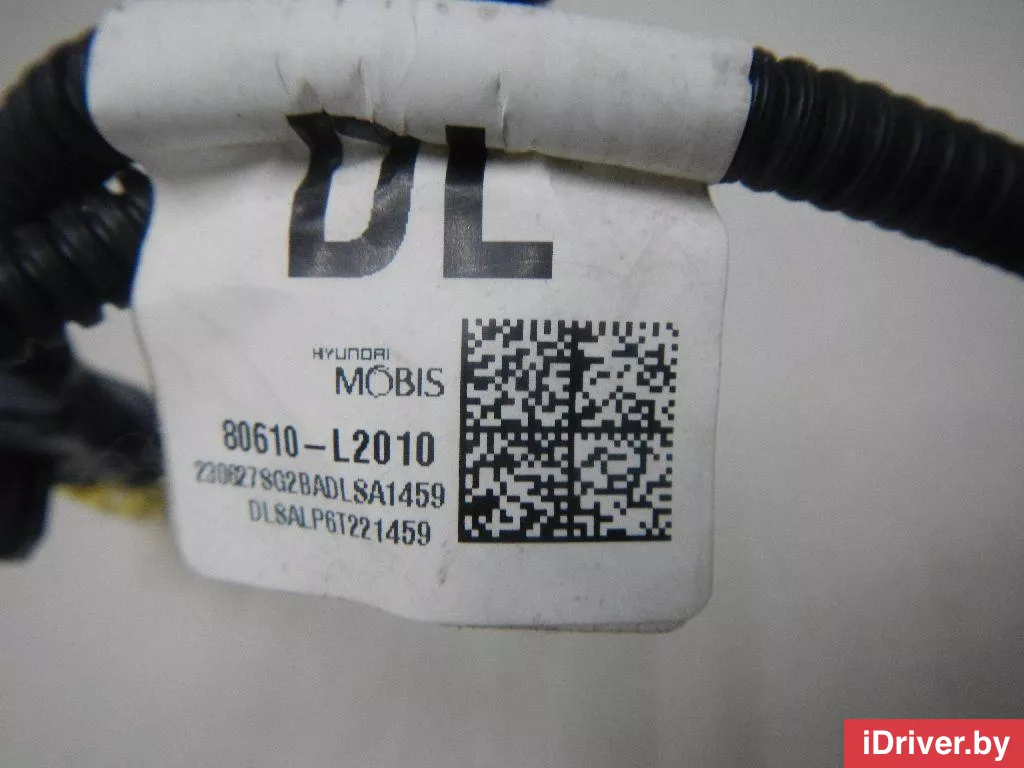 DL
HYUNDAI
MOBIS
80610-L2010
230627SG2BADLSA1459
DLSALP6T221459
iDriver.by